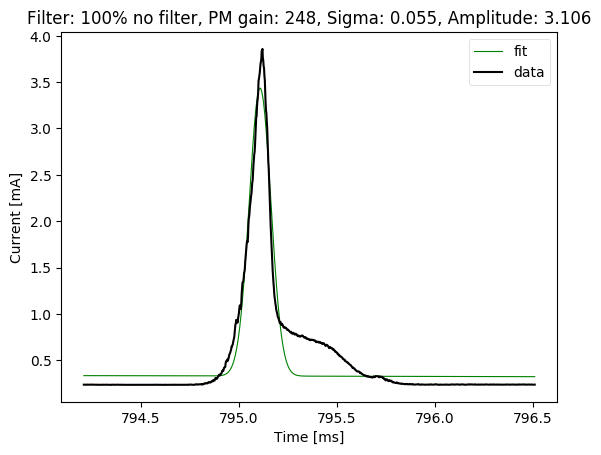 Filter: 100% no filter, PM gain: 248, Sigma: 0.055, Amplitude: 3.106
fit
data
4.0
3.5
3.0
2.5
2.0
1.5
1.0
0.5
Current [mA]
794.5 795.0 795.5 796.0 796.5
Time [ms]